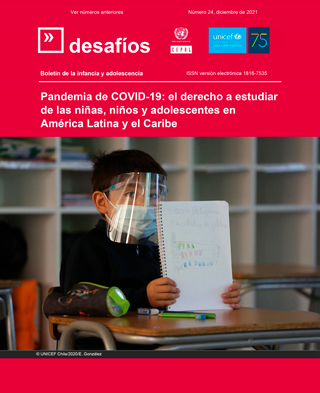 Ver números anteriores
Número 24, diciembre de 2021
» desafíos
CEPAL
unicef
75
Boletín de la infancia y adolescencia
ISSN versión electrónica 1816-7535
Pandemia de COVID-19: el derecho a estudiar
de las niñas, niños y adolescentes en
América Latina y el Caribe
© UNICEF Chile/2020/E. González